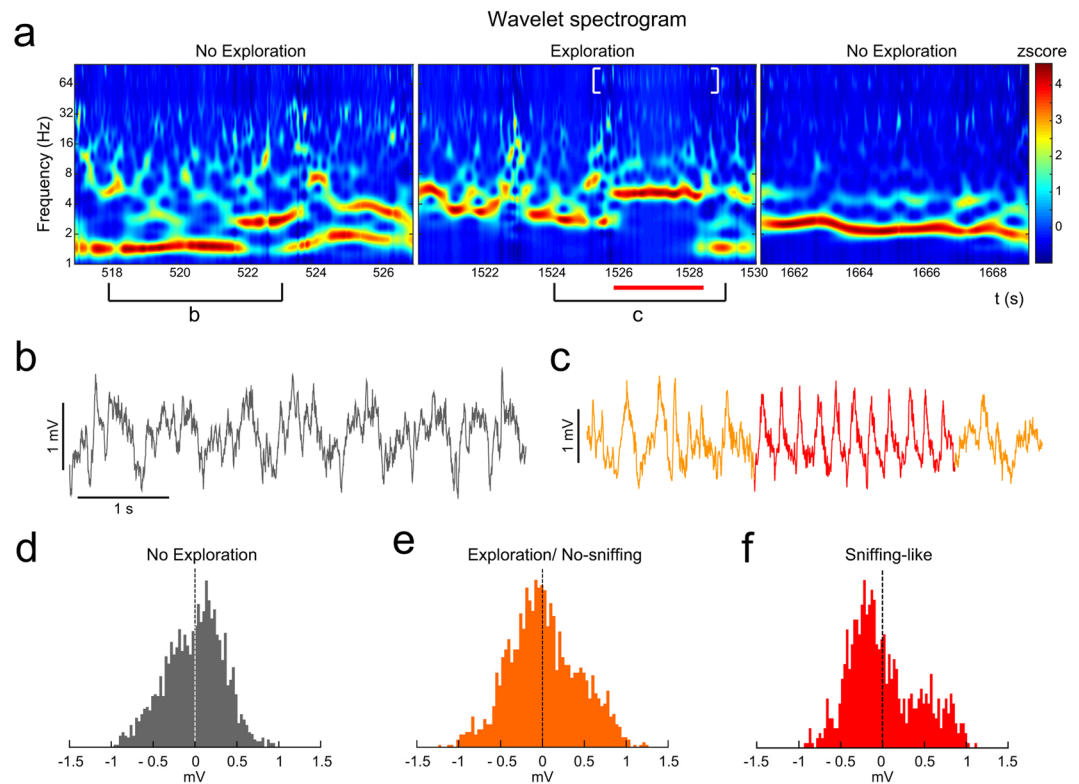 Wavelet spectrogram
a
No Exploration
Exploration
No Exploration
zscore
Frequency (Hz)
64
32
16
8
4
2
1
4
3
2
1
0
518 520 522 524 526
1522 1524 1526 1528 1530
1662 1664 1666 1668
t (s)
b
c
b
1 mV
1 s
c
1 mV
d
No Exploration
-1.5 -1 - 0.5 0 0.5 1 1.5
mV
e
Exploration/ No-sniffing
-1.5 -1 - 0.5 0 0.5 1 1.5
mV
f
Sniffing-like
-1.5 -1 - 0.5 0 0.5 1 1.5
mV